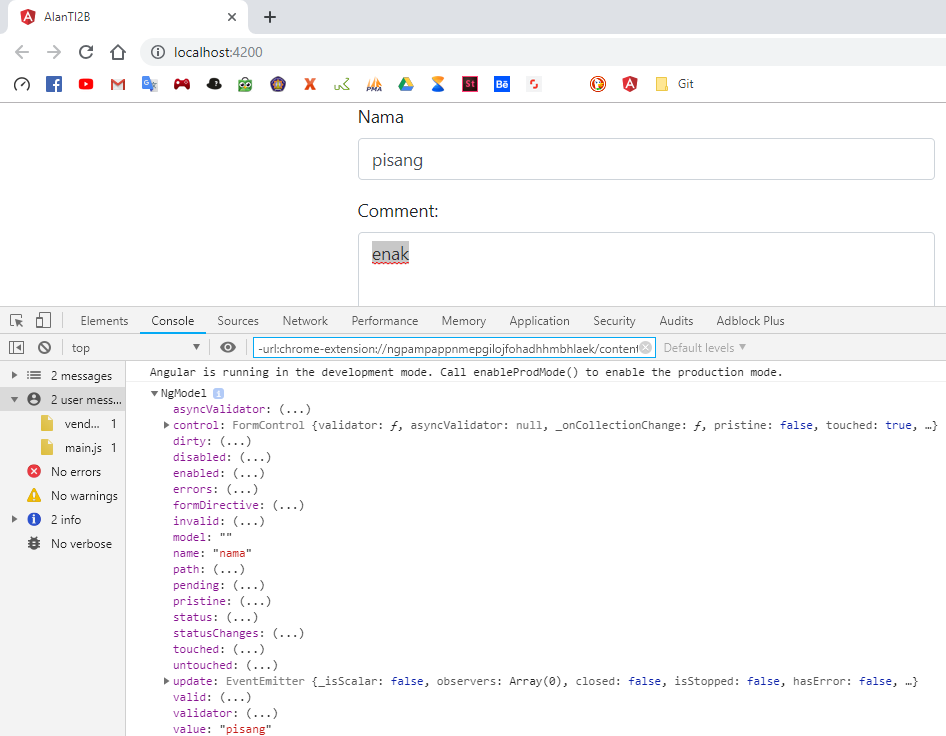 AlanTI2B
localhost:4200
G
PMA
St
Bē
Git
Nama
pisang
Comment:
enak
Elements Console Sources Network Performance Memory Application Security Audits Adblock Plus
top -url:chrome-extension://ngpampappnmepgilojfohadhhmbhlaek/content Default levels
2 messages
2 user mess...
vend... 1
main.js 1
No errors
No warnings
2 info
No verbose
Angular is running in the development mode. Call enableProdMode() to enable the production mode.
NgModel i
asyncValidator: (...)
control: FormControl {validator: ƒ, asyncValidator: null, _onCollectionChange: ƒ, pristine: false, touched: true, …}
dirty: (...)
disabled: (...)
enabled: (...)
errors: (...)
formDirective: (...)
invalid: (...)
model: ""
name: "nama"
path: (...)
pending: (...)
pristine: (...)
status: (...)
statusChanges: (...)
touched: (...)
untouched: (...)
update: EventEmitter {_isScalar: false, observers: Array(0), closed: false, isStopped: false, hasError: false, …}
valid: (...)
validator: (...)
value: "pisang"